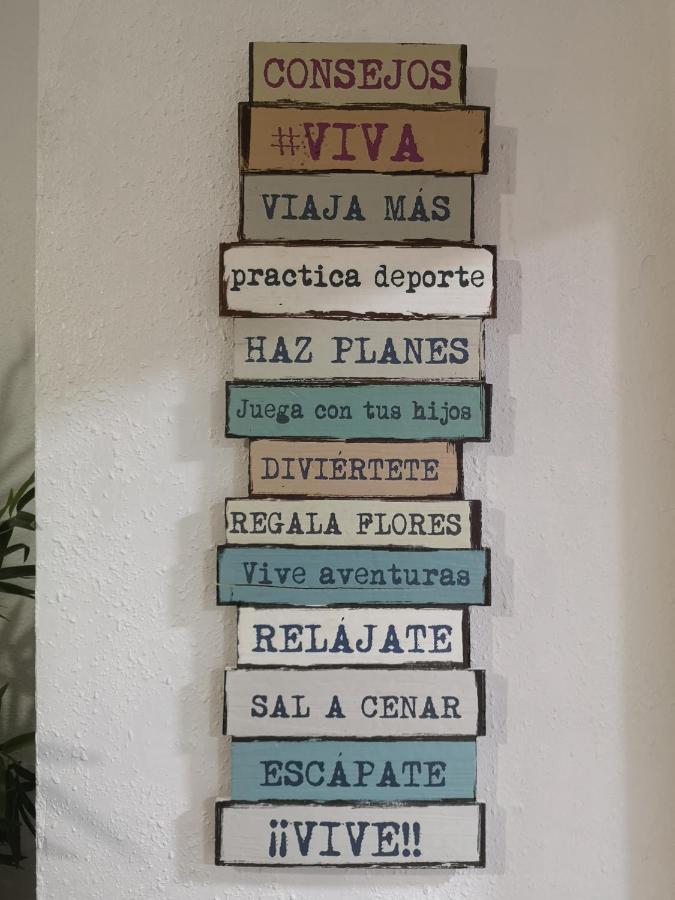 CONSEJOS
#VIVA
VIAJA MÁS
practica deporte
HAZ PLANES
Juega con tus hijos
DIVIÉRTETE
REGALA FLORES
Vive aventuras
RELÁJATE
SAL A CENAR
ESCÁPATE
¡¡VIVE!!